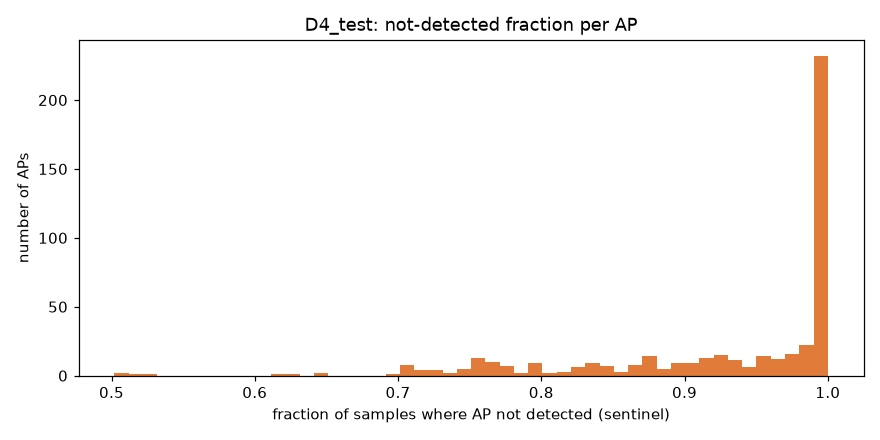 D4_test: not-detected fraction per AP
number of APs
200
150
100
50
0
0.5 0.6 0.7 0.8 0.9 1.0
fraction of samples where AP not detected (sentinel)